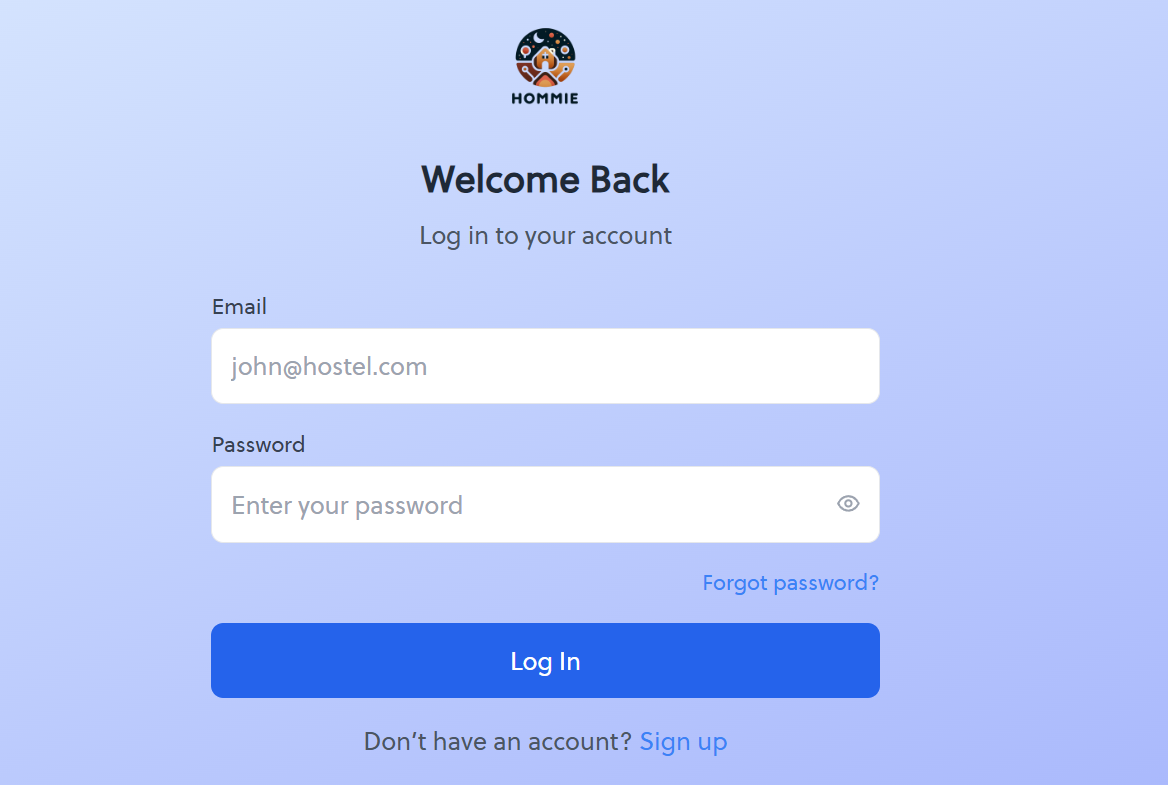 HOMMIE
Welcome Back
Log in to your account
Email
john@hostel.com
Password
Enter your password
Forgot password?
Log In
Don’t have an account? Sign up